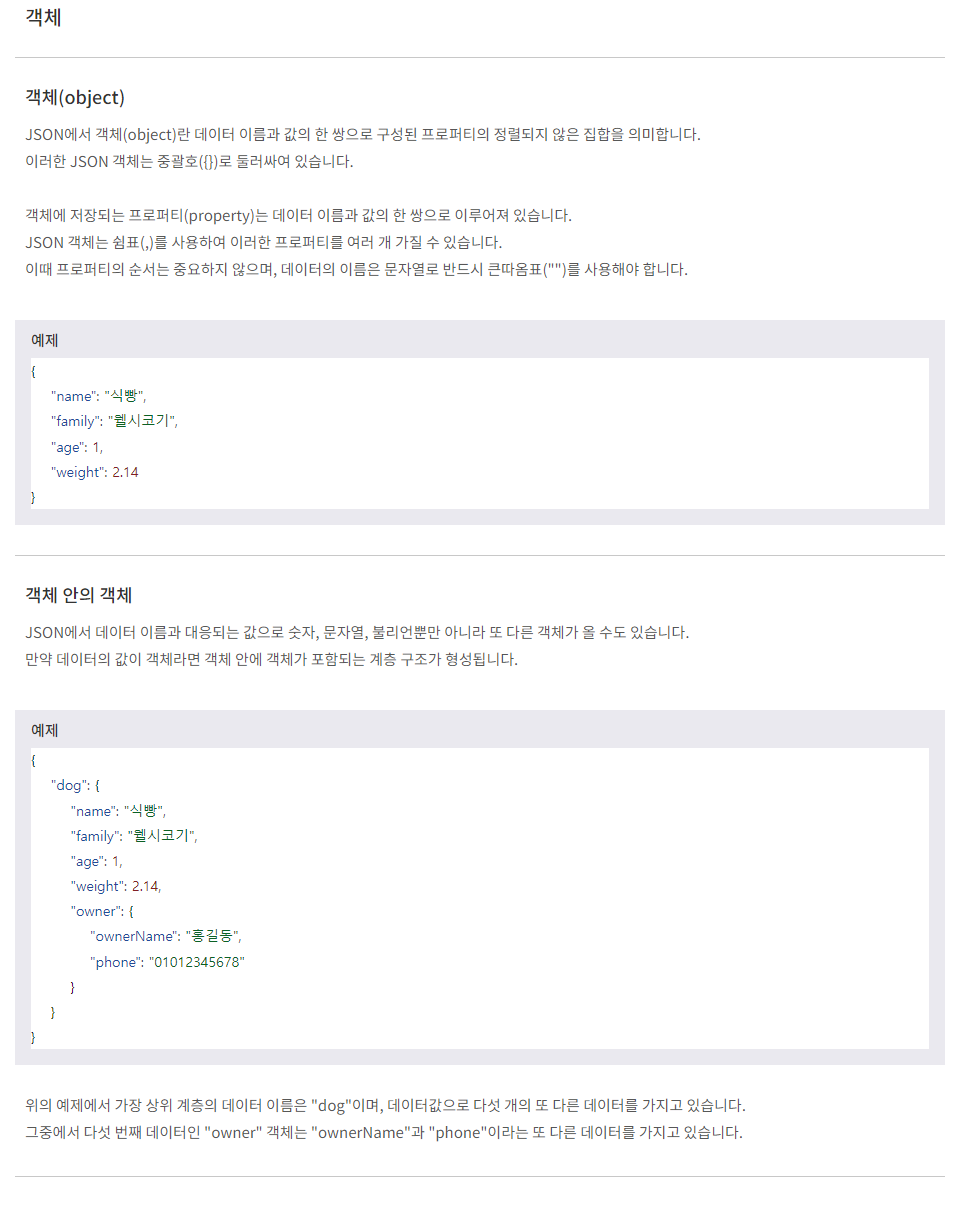 객체
객체(object)
JSON에서 객체(object)란 데이터 이름과 값의 한 쌍으로 구성된 프로퍼티의 정렬되지 않은 집합을 의미합니다.
이러한 JSON 객체는 중괄호({})로 둘러싸여 있습니다.
객체에 저장되는 프로퍼티(property)는 데이터 이름과 값의 한 쌍으로 이루어져 있습니다.
JSON 객체는 쉼표(,)를 사용하여 이러한 프로퍼티를 여러 개 가질 수 있습니다.
이때 프로퍼티의 순서는 중요하지 않으며, 데이터의 이름은 문자열로 반드시 큰따옴표("")를 사용해야 합니다.
예제
{
"name": "식빵",
"family": "웰시코기",
"age": 1,
"weight": 2.14
}
객체 안의 객체
JSON에서 데이터 이름과 대응되는 값으로 숫자, 문자열, 불리언뿐만 아니라 또 다른 객체가 올 수도 있습니다.
만약 데이터의 값이 객체라면 객체 안에 객체가 포함되는 계층 구조가 형성됩니다.
예제
{
"dog": {
"name": "식빵",
"family": "웰시코기",
"age": 1,
"weight": 2.14,
"owner": {
"ownerName": "홍길동",
"phone": "01012345678"
}
}
}
위의 예제에서 가장 상위 계층의 데이터 이름은 "dog"이며, 데이터값으로 다섯 개의 또 다른 데이터를 가지고 있습니다.
그중에서 다섯 번째 데이터인 "owner" 객체는 "ownerName"과 "phone"이라는 또 다른 데이터를 가지고 있습니다.